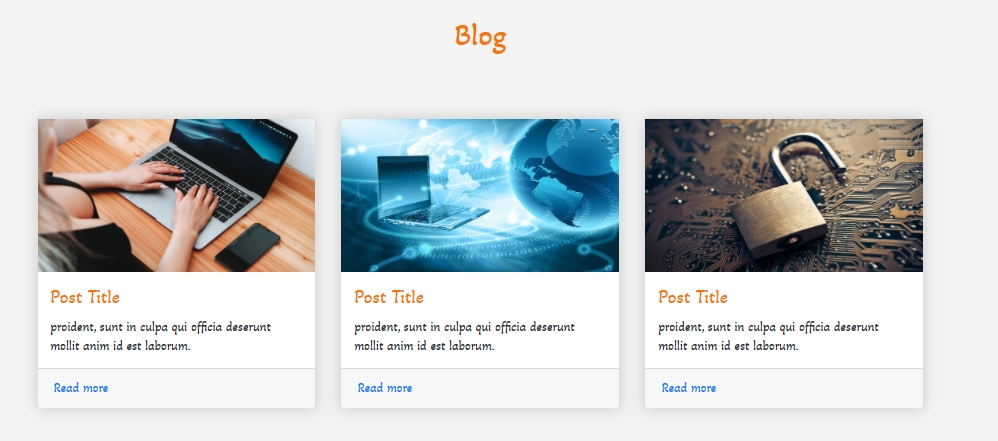 Blog
Post Title
proident, sunt in culpa qui officia deserunt
mollit anim id est laborum.
Read more
Post Title
proident, sunt in culpa qui officia deserunt
mollit anim id est laborum.
Read more
Post Title
proident, sunt in culpa qui officia deserunt
mollit anim id est laborum.
Read more